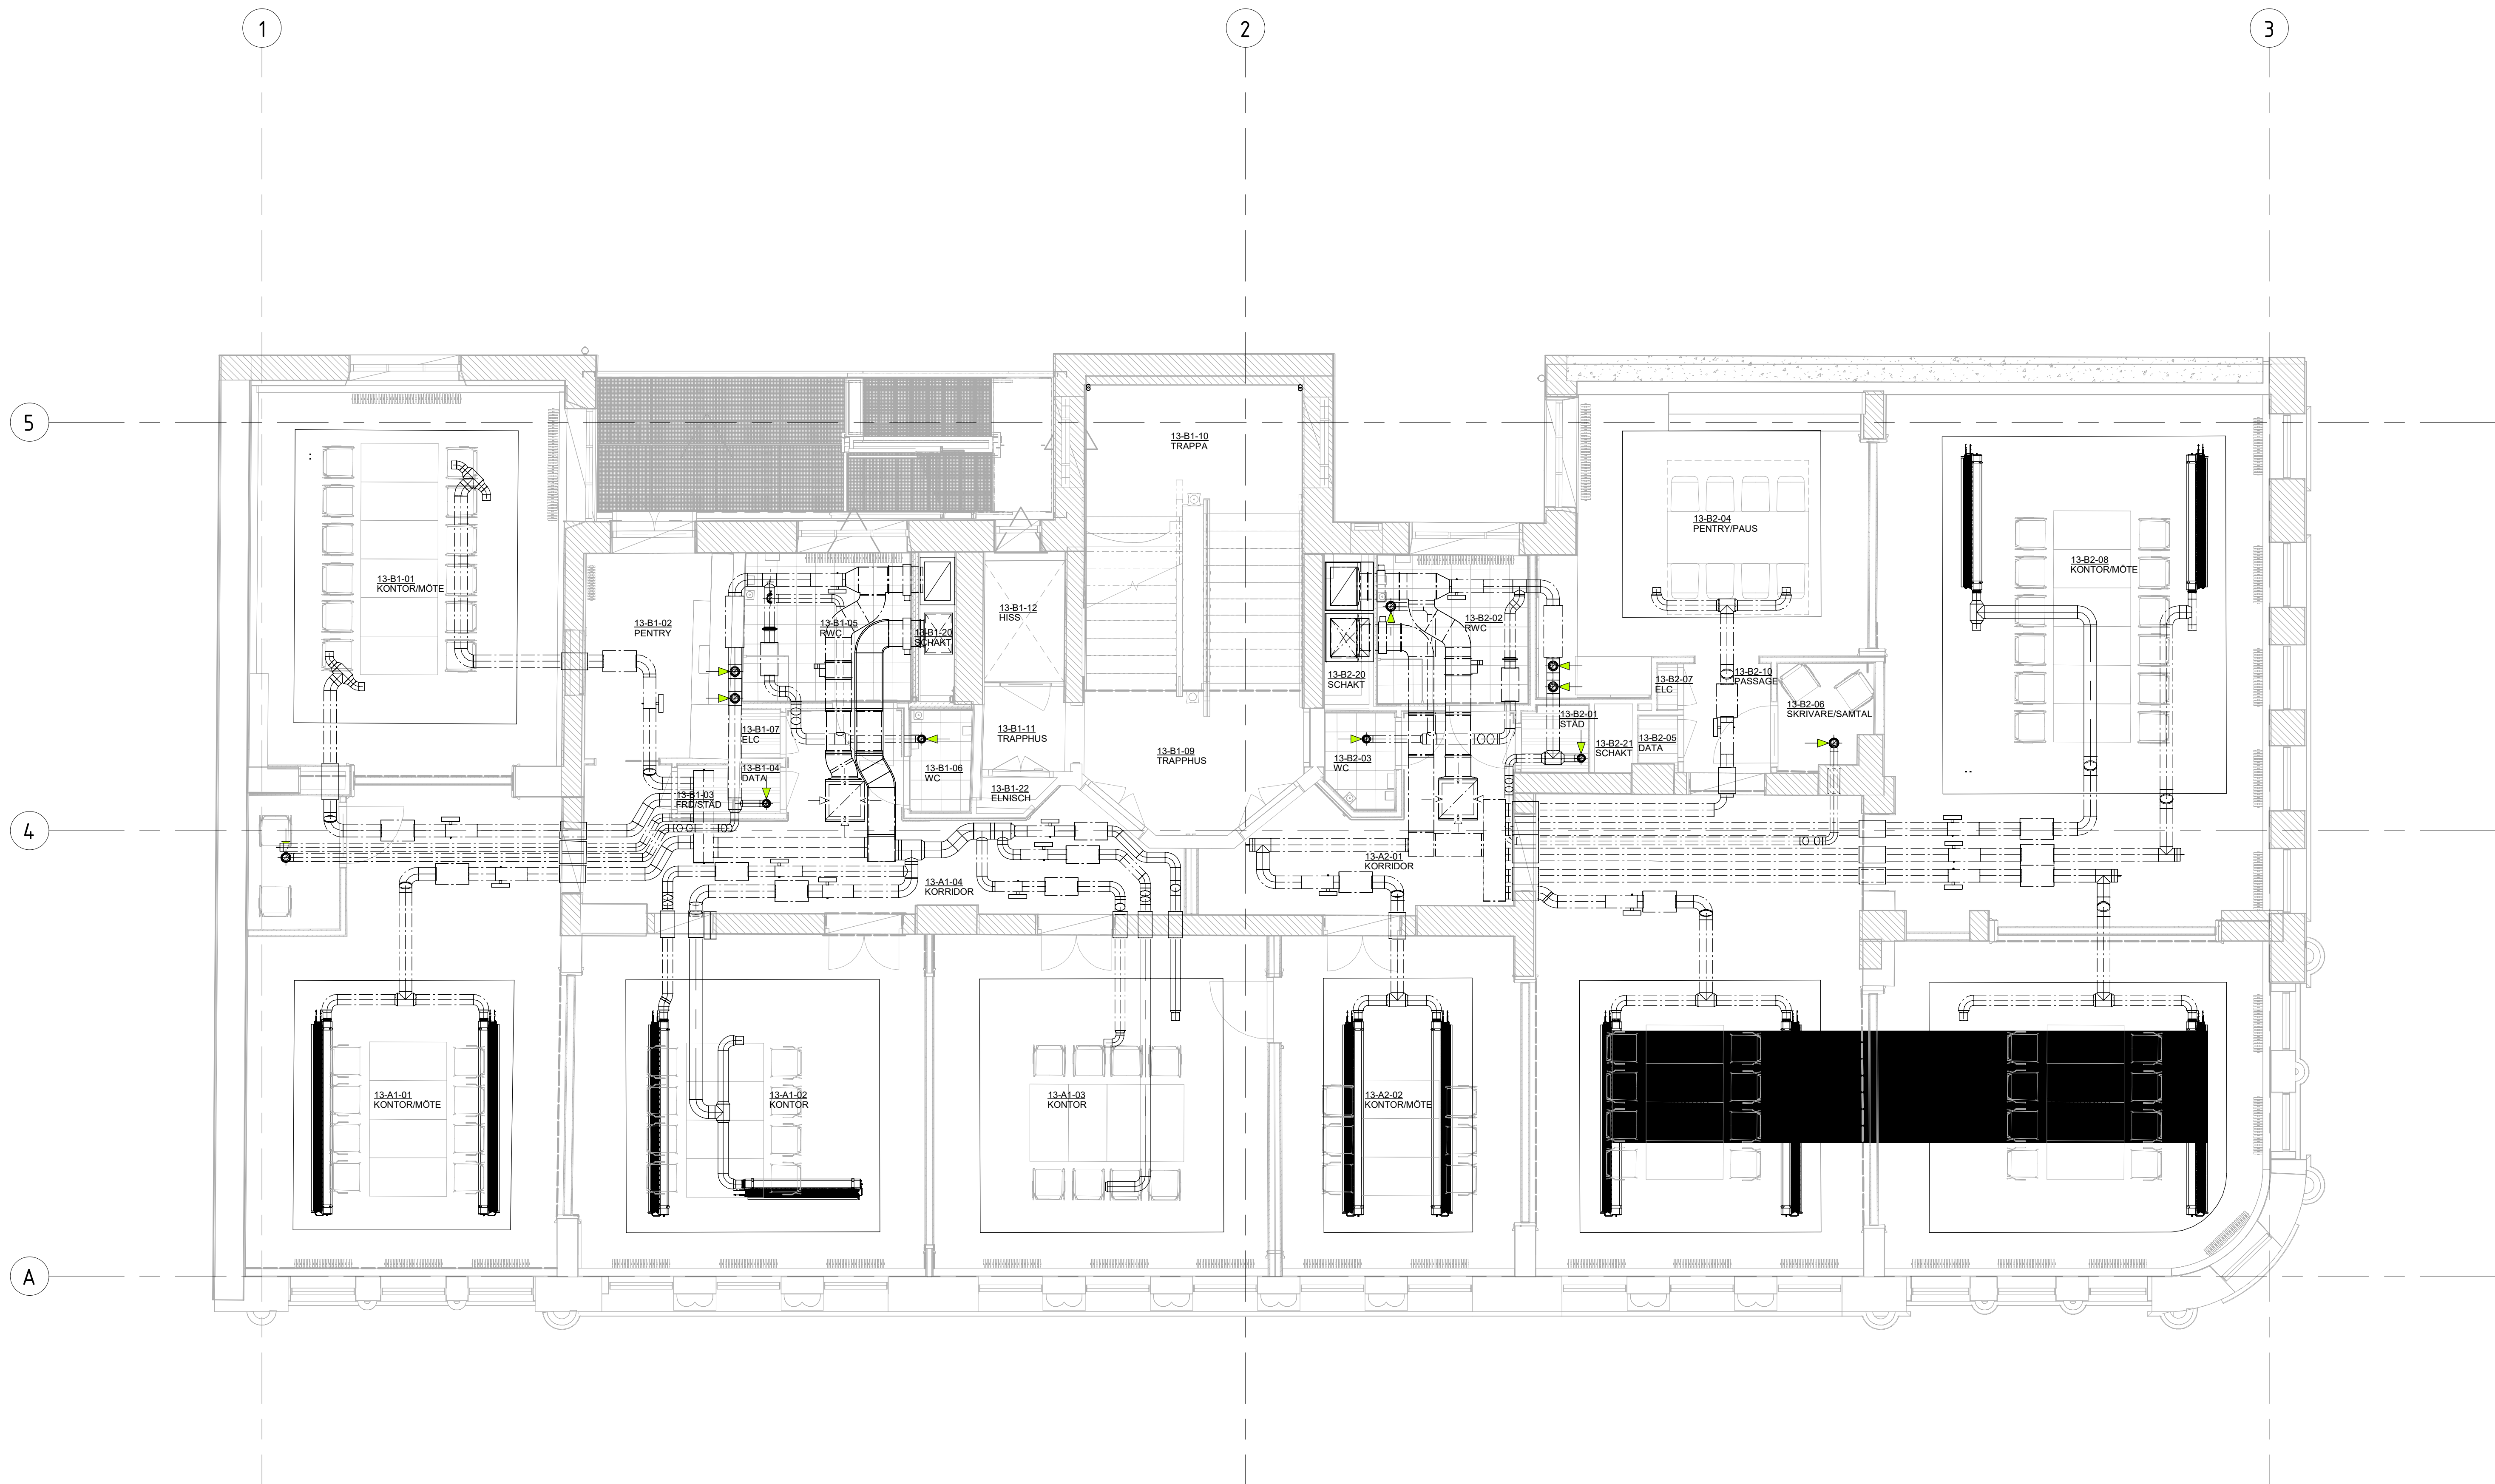 1
2
3
5
13-B1-10
TRAPPA
13-B2-04
PENTRY/PAUS
13-B1-01
KONTOR/MÖTE
13-B2-08
KONTOR/MÖTE
13-B1-12
HISS
13-B1-02
PENTRY
13-B1-05
RWC
13-B1-20
SCHAKT
13-B2-02
RWC
13-B2-20
SCHAKT
13-B2-07
ELC
13-B2-10
PASSAGE
13-B2-06
SKRIVARE/SAMTAL
13-B2-01
STÄD
13-B1-07
ELC
13-B1-11
TRAPPHUS
13-B1-09
TRAPPHUS
13-B2-21
SCHAKT
13-B2-05
DATA
13-B1-04
DATA
13-B1-06
WC
13-B2-03
WC
13-B1-03
FRD/STÄD
13-B1-22
ELNISCH
4
13-A1-04
KORRIDOR
13-A2-01
KORRIDOR
13-A1-01
KONTOR/MÖTE
13-A1-02
KONTOR
13-A1-03
KONTOR
13-A2-02
KONTOR/MÖTE
A